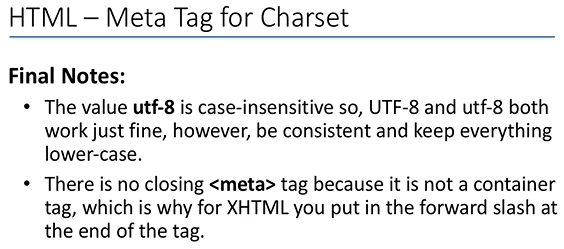 HTML – Meta Tag for Charset
Final Notes:
• The value utf-8 is case-insensitive so, UTF-8 and utf-8 both
work just fine, however, be consistent and keep everything
lower-case.
• There is no closing <meta> tag because it is not a container
tag, which is why for XHTML you put in the forward slash at
the end of the tag.